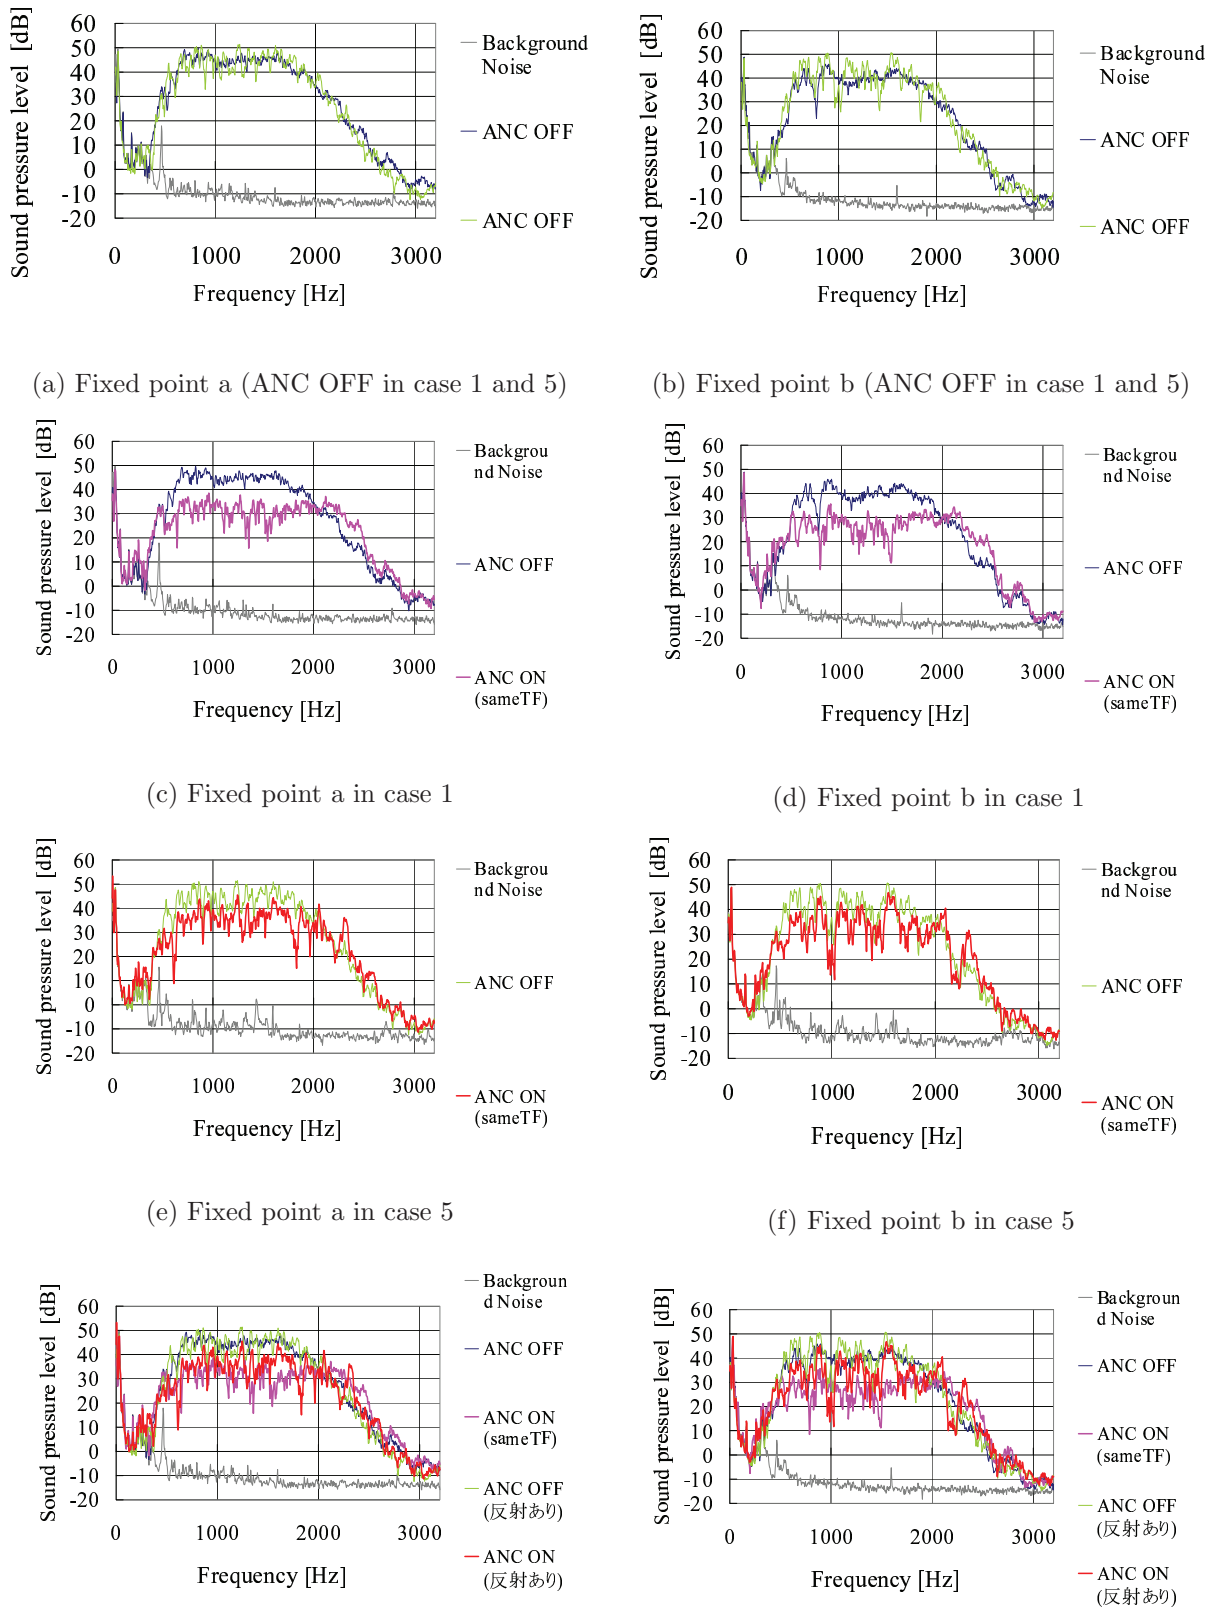 Sound pressure level [dB]
60
50
40
30
20
10
0
-10
-20
0
1000
2000
3000
Frequency [Hz]
Background
Noise
ANC OFF
ANC OFF
(a) Fixed point a (ANC OFF in case 1 and 5)
Sound pressure level [dB]
60
50
40
30
20
10
0
-10
-20
0
1000
2000
3000
Frequency [Hz]
Background
Noise
ANC OFF
ANC OFF
(b) Fixed point b (ANC OFF in case 1 and 5)
Sound pressure level [dB]
60
50
40
30
20
10
0
-10
-20
0
1000
2000
3000
Frequency [Hz]
Backgrou
nd Noise
ANC OFF
ANC ON
(sameTF)
(c) Fixed point a in case 1
Sound pressure level [dB]
60
50
40
30
20
10
0
-10
-20
0
1000
2000
3000
Frequency [Hz]
Backgrou
nd Noise
ANC OFF
ANC ON
(sameTF)
(d) Fixed point b in case 1
Sound pressure level [dB]
60
50
40
30
20
10
0
-10
-20
0
1000
2000
3000
Frequency [Hz]
Backgrou
nd Noise
ANC OFF
ANC ON
(sameTF)
(e) Fixed point a in case 5
Sound pressure level [dB]
60
50
40
30
20
10
0
-10
-20
0
1000
2000
3000
Frequency [Hz]
Backgrou
nd Noise
ANC OFF
ANC ON
(sameTF)
(f) Fixed point b in case 5
Sound pressure level [dB]
60
50
40
30
20
10
0
-10
-20
0
1000
2000
3000
Frequency [Hz]
Backgroun
d Noise
ANC OFF
ANC ON
(sameTF)
ANC OFF
(反射あり)
ANC ON
(反射あり)
Sound pressure level [dB]
60
50
40
30
20
10
0
-10
-20
0
1000
2000
3000
Frequency [Hz]
Backgroun
d Noise
ANC OFF
ANC ON
(sameTF)
ANC OFF
(反射あり)
ANC ON
(反射あり)